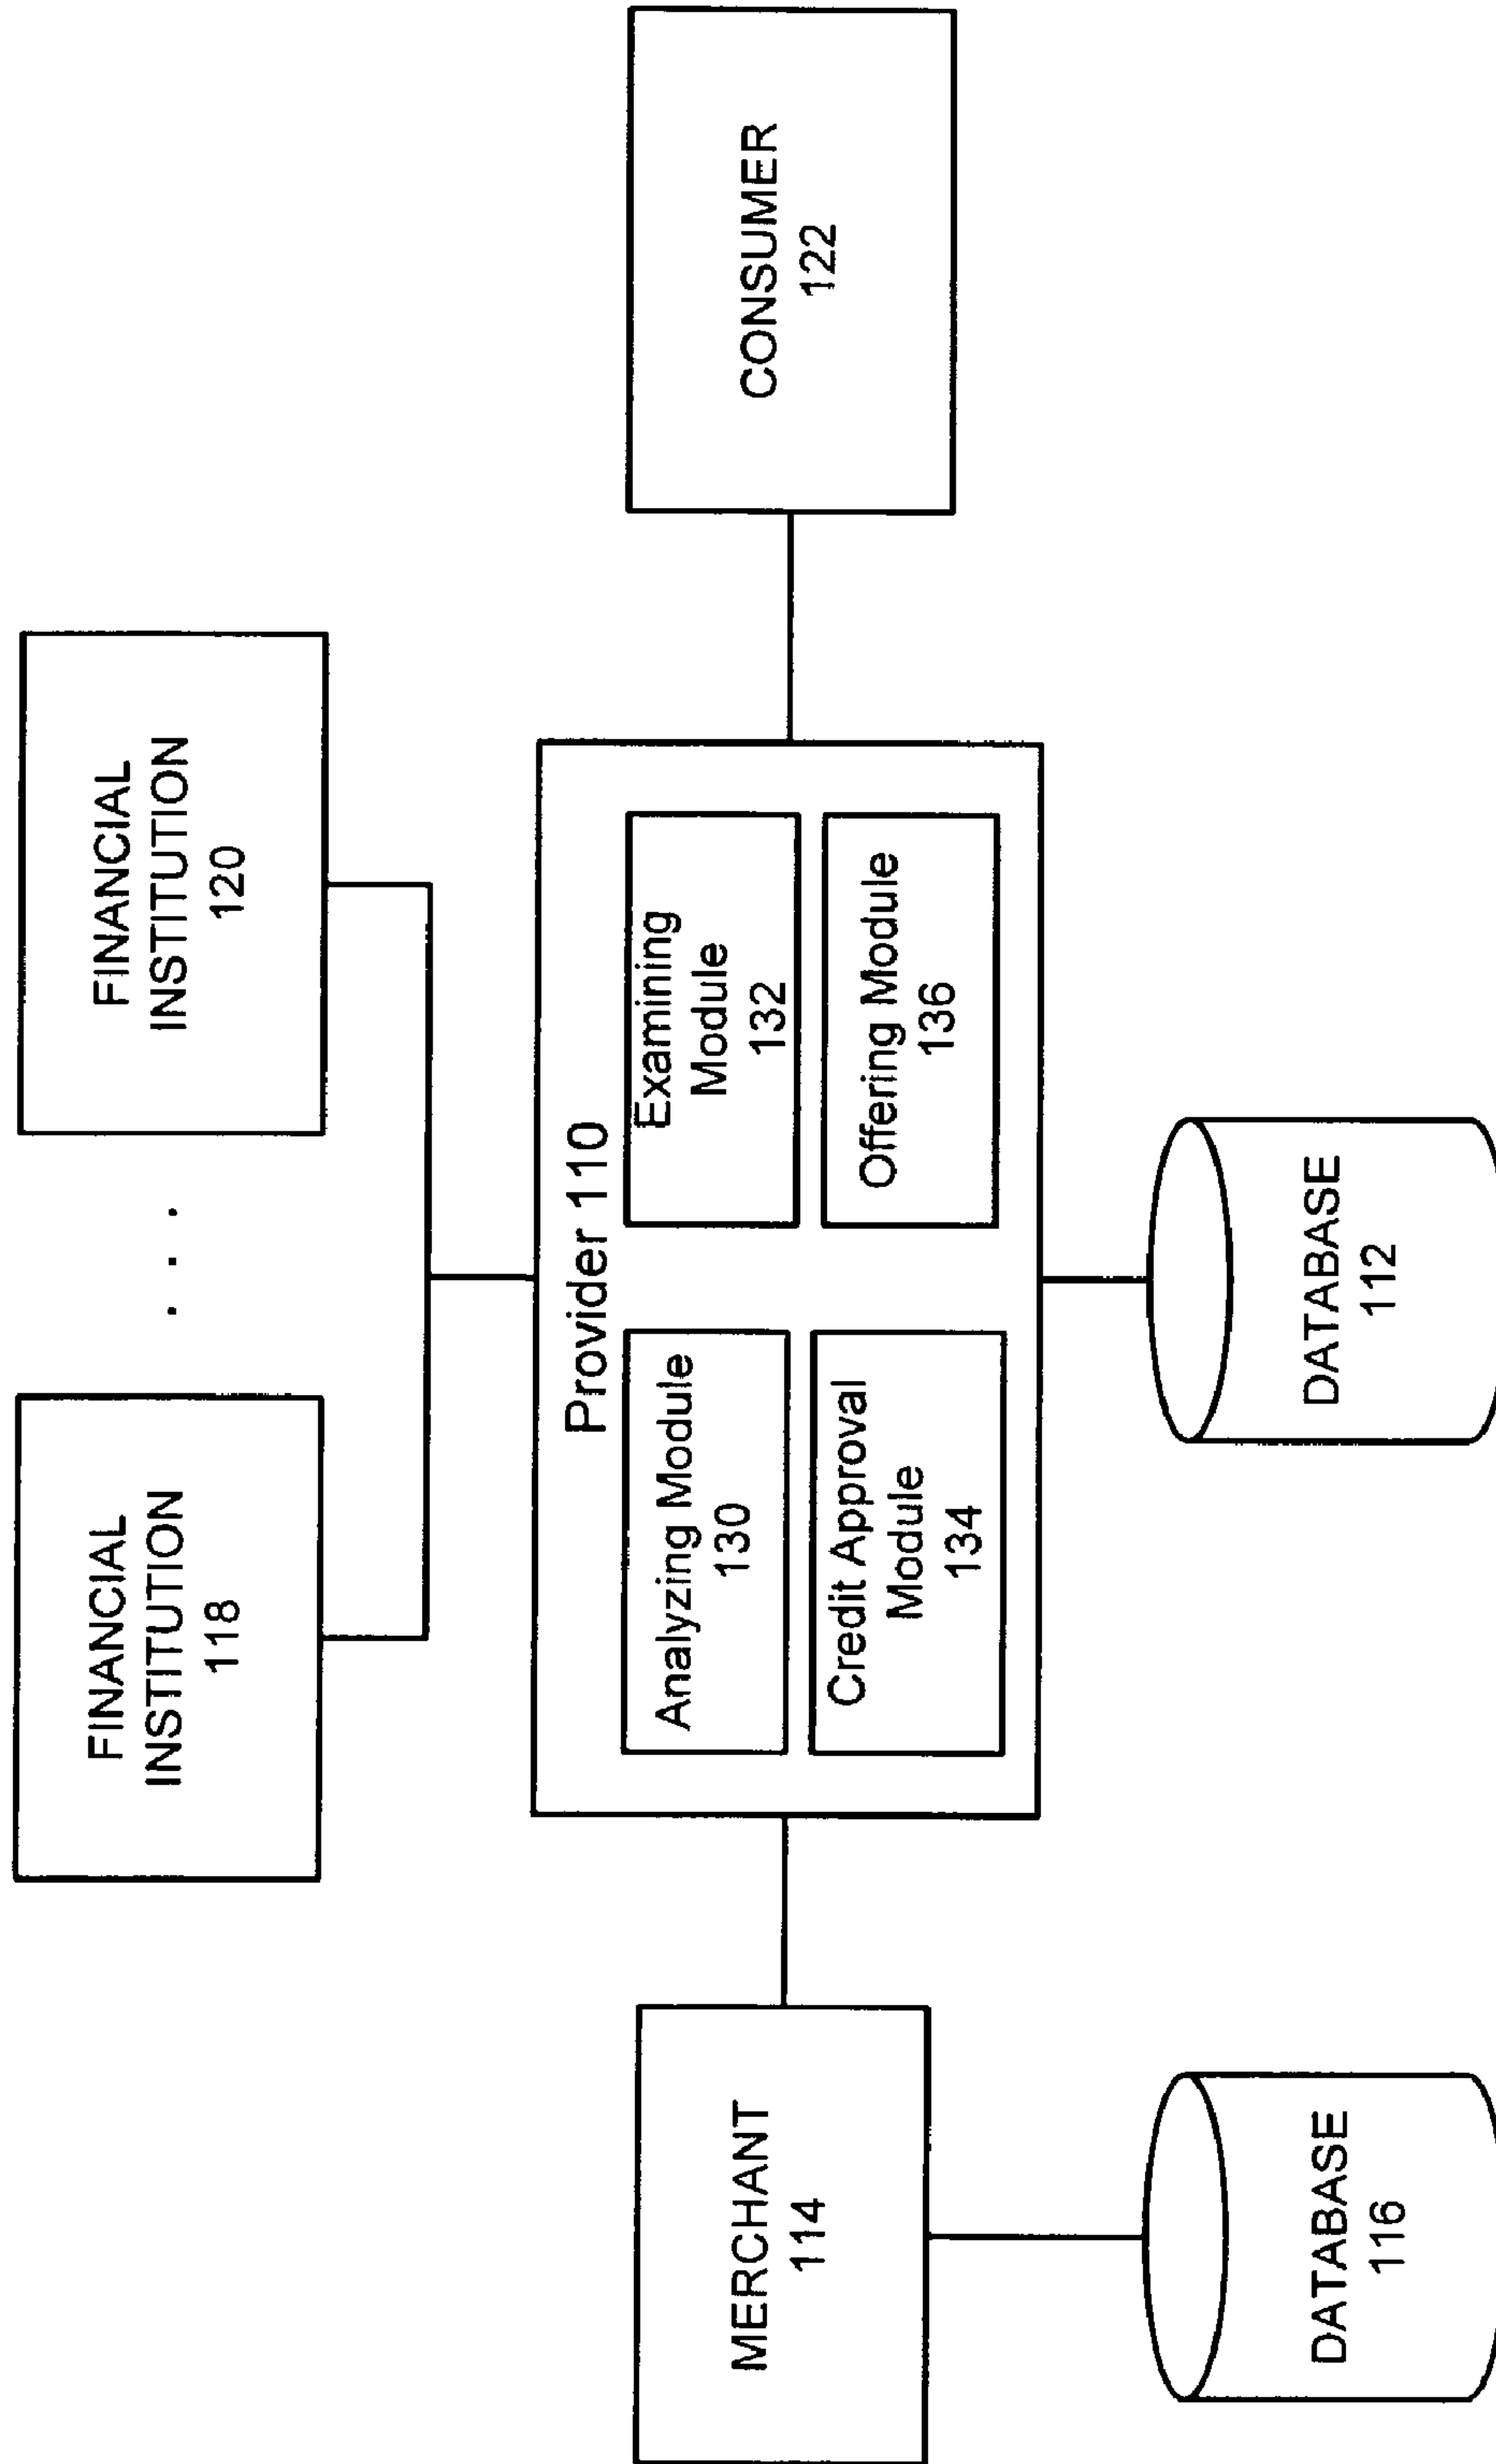 FINANCIAL
INSTITUTION
118
. . .
FINANCIAL
INSTITUTION
120
MERCHANT
114
Provider 110
Analyzing Module
130
Examining
Module
132
Credit Approval
Module
134
Offering Module
136
CONSUMER
122
DATABASE
116
DATABASE
112